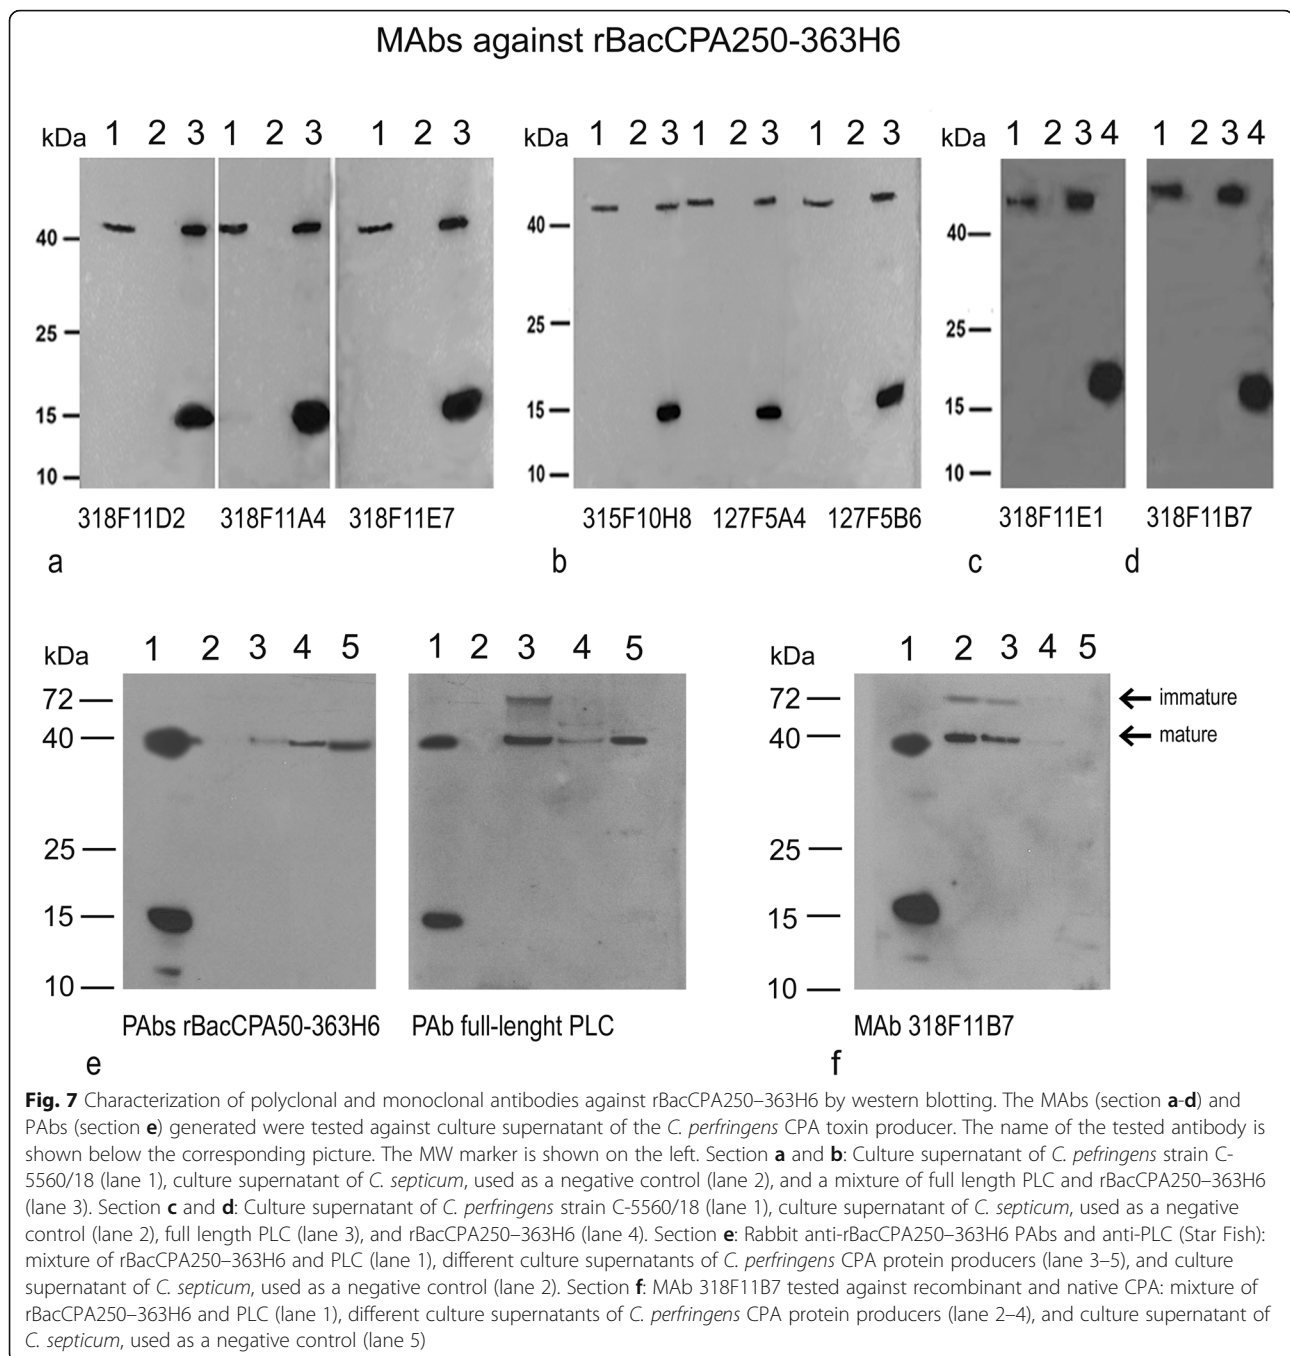 MAbs against rBacCPA250-363H6
kDa 1 2 3 1 2 3 1 2 3
40
25
15
10
318F11D2 318F11A4 318F11E7
a
kDa 1 2 3 1 2 3 1 2 3
40
25
15
10
315F10H8 127F5A4 127F5B6
b
kDa 1 2 3 4 1 2 3 4
40
25
15
10
318F11E1 318F11B7
c d
kDa 1 2 3 4 5 1 2 3 4 5
72
40
25
15
10
PAbs rBacCPA50-363H6 PAb full-lenght PLC
e
kDa 1 2 3 4 5
72 immature
40 mature
25
15
10
MAb 318F11B7
f
Fig. 7 Characterization of polyclonal and monoclonal antibodies against rBacCPA250–363H6 by western blotting. The MAbs (section a-d) and
PAbs (section e) generated were tested against culture supernatant of the C. perfringens CPA toxin producer. The name of the tested antibody is
shown below the corresponding picture. The MW marker is shown on the left. Section a and b: Culture supernatant of C. pefringens strain C-
5560/18 (lane 1), culture supernatant of C. septicum, used as a negative control (lane 2), and a mixture of full length PLC and rBacCPA250–363H6
(lane 3). Section c and d: Culture supernatant of C. perfringens strain C-5560/18 (lane 1), culture supernatant of C. septicum, used as a negative
control (lane 2), full length PLC (lane 3), and rBacCPA250–363H6 (lane 4). Section e: Rabbit anti-rBacCPA250–363H6 PAbs and anti-PLC (Star Fish):
mixture of rBacCPA250–363H6 and PLC (lane 1), different culture supernatants of C. perfringens CPA protein producers (lane 3–5), and culture
supernatant of C. septicum, used as a negative control (lane 2). Section f: MAb 318F11B7 tested against recombinant and native CPA: mixture of
rBacCPA250–363H6 and PLC (lane 1), different culture supernatants of C. perfringens CPA protein producers (lane 2–4), and culture supernatant of
C. septicum, used as a negative control (lane 5)